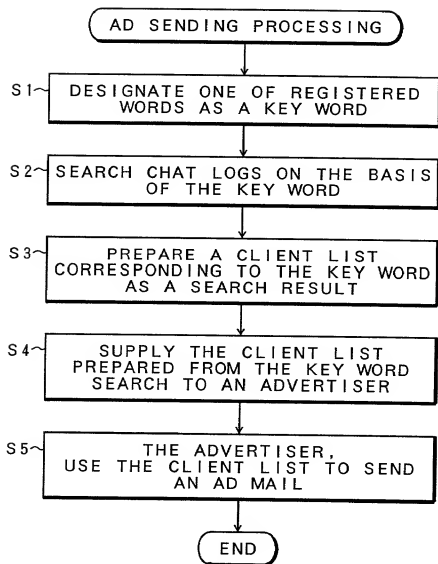 AD SENDING PROCESSING
S1
DESIGNATE ONE OF REGISTERED
WORDS AS A KEY WORD
S2
SEARCH CHAT LOGS ON THE BASIS
OF THE KEY WORD
S3
PREPARE A CLIENT LIST
CORRESPONDING TO THE KEY WORD
AS A SEARCH RESULT
S4
SUPPLY THE CLIENT LIST
PREPARED FROM THE KEY WORD
SEARCH TO AN ADVERTISER
S5
THE ADVERTISER,
USE THE CLIENT LIST TO SEND
AN AD MAIL
END